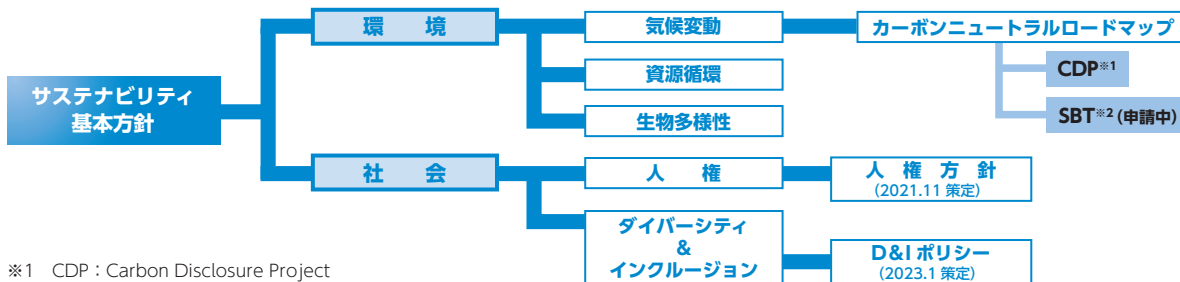 サステナビリティ
基本方針
環 境
気候変動
カーボンニュートラルロードマップ
CDP※1
SBT※2(申請中)
資源循環
生物多様性
社 会
人 権
人 権 方 針
(2021.11 策定)
ダイバーシティ
&
インクルージョン
D&I ポリシー
(2023.1 策定)
※1 CDP：Carbon Disclosure Project